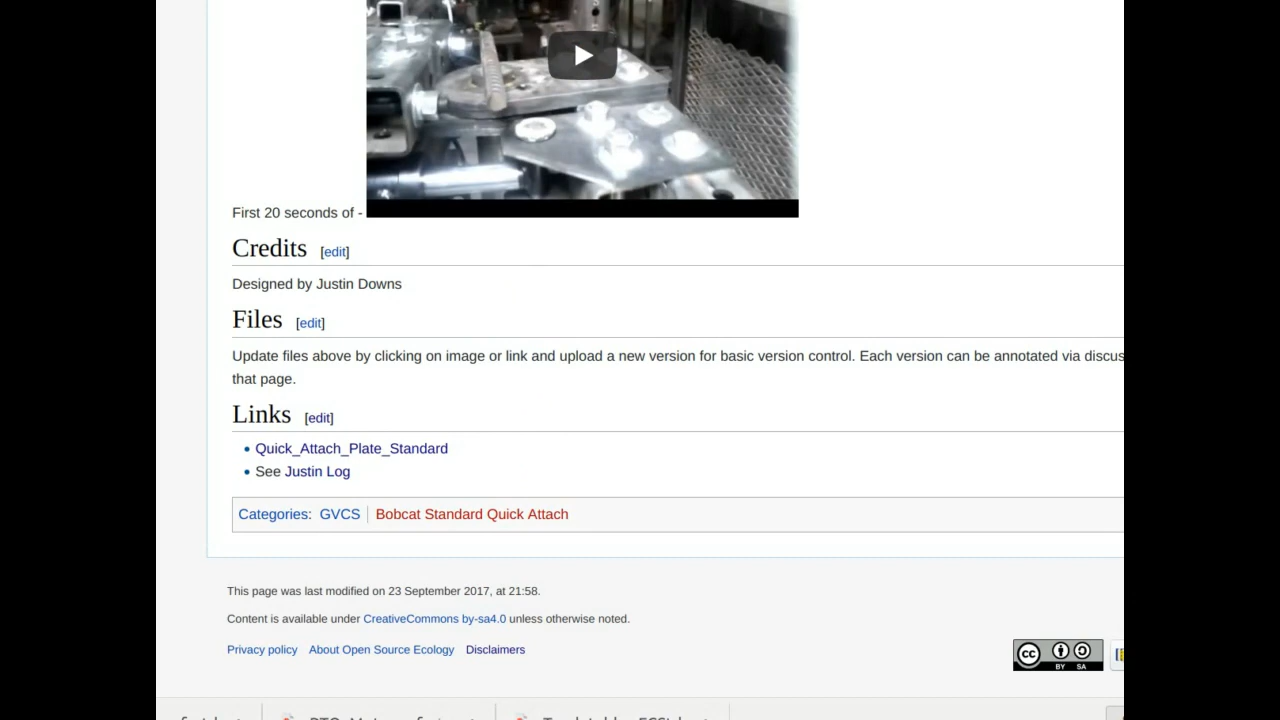 First 20 seconds of -
Credits [edit]
Designed by Justin Downs
Files [edit]
Update files above by clicking on image or link and upload a new version for basic version control. Each version can be annotated via discus
that page.
Links [edit]
Quick_Attach_Plate_Standard
See Justin Log
Categories: GVCS | Bobcat Standard Quick Attach
This page was last modified on 23 September 2017, at 21:58.
Content is available under CreativeCommons by-sa4.0 unless otherwise noted.
Privacy policy About Open Source Ecology Disclaimers
cc BY SA